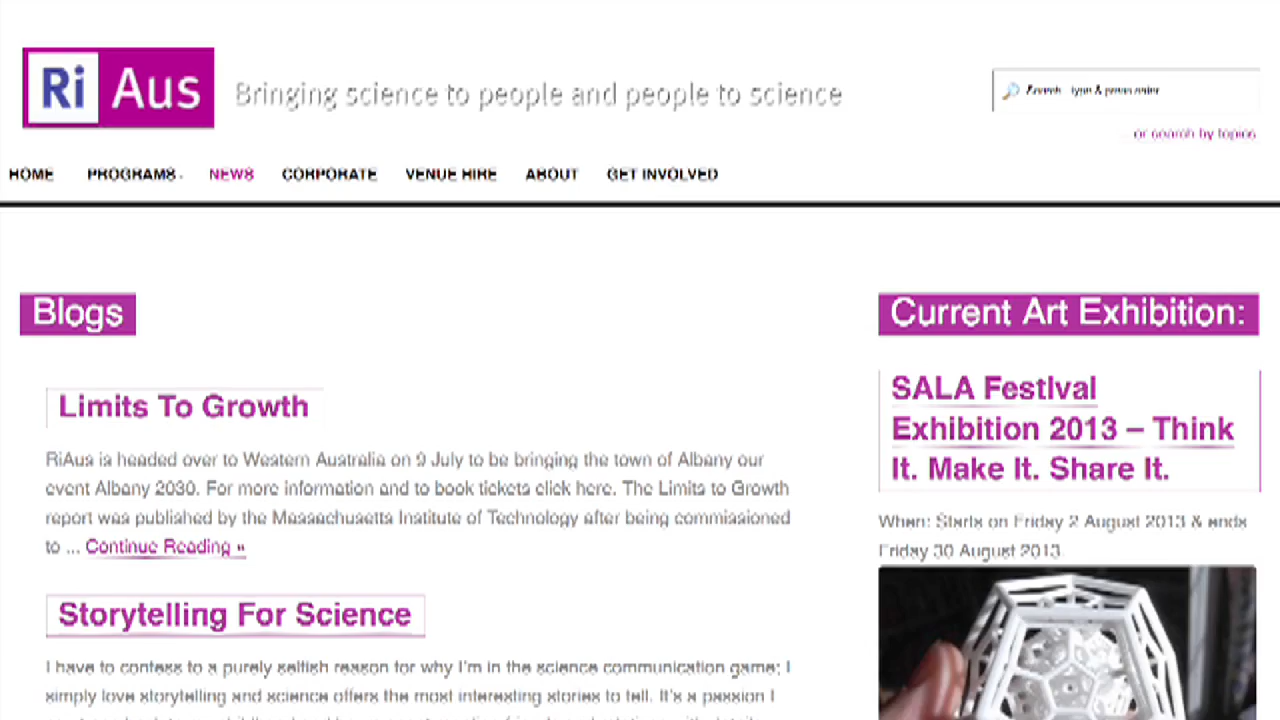 Ri Aus
Bringing science to people and people to science
Search - type & press enter
or search by topics
HOME PROGRAMS NEWS CORPORATE VENUE HIRE ABOUT GET INVOLVED
Blogs
Limits To Growth
RiAus is headed over to Western Australia on 9 July to be bringing the town of Albany our
event Albany 2030. For more information and to book tickets click here. The Limits to Growth
report was published by the Massachusetts Institute of Technology after being commissioned
to ... Continue Reading »
Storytelling For Science
I have to confess to a purely selfish reason for why I'm in the science communication game; I
simply love storytelling and science offers the most interesting stories to tell. It's a passion I
Current Art Exhibition:
SALA Festival
Exhibition 2013 – Think
It. Make It. Share It.
When: Starts on Friday 2 August 2013 & ends
Friday 30 August 2013.